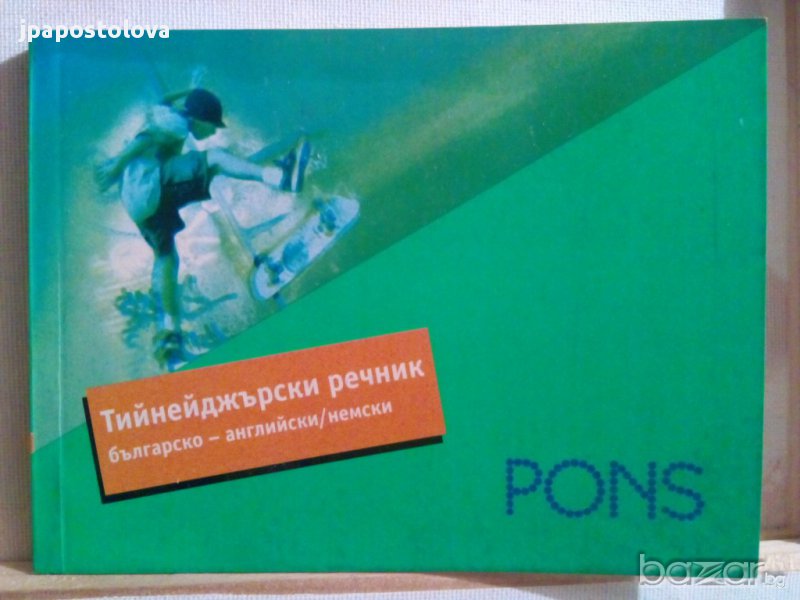 jpapostolova
Тийнейджърски речник
българско – английски/немски
PONS
bazar.bg